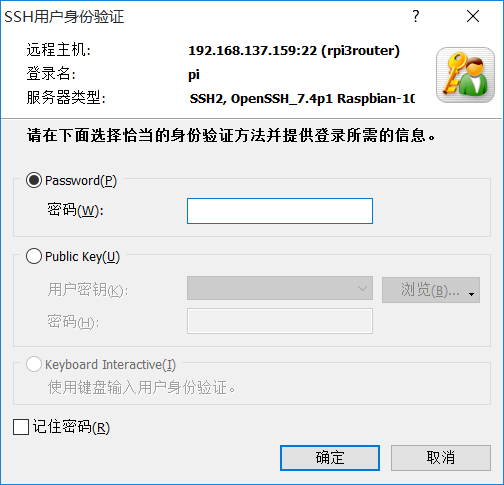 SSH用户身份验证
远程主机: 192.168.137.159:22 (rpi3router)
登录名: pi
服务器类型: SSH2, OpenSSH_7.4p1 Raspbian-10
请在下面选择恰当的身份验证方法并提供登录所需的信息。
Password(P)
密码(W):
Public Key(U)
用户密钥(K): 浏览(B)...
密码(H):
Keyboard Interactive(I)
使用键盘输入用户身份验证。
记住密码(R)
确定 取消